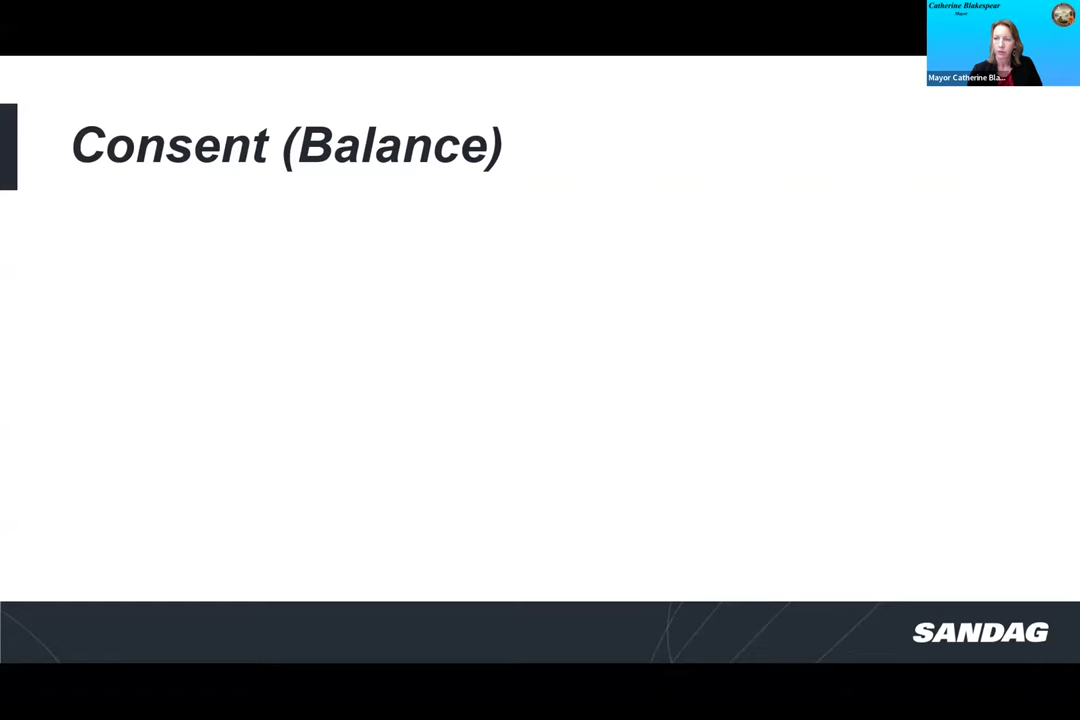 Catherine Blakespear
Mayor
Mayor Catherine Bla...
Consent (Balance)
SANDAG